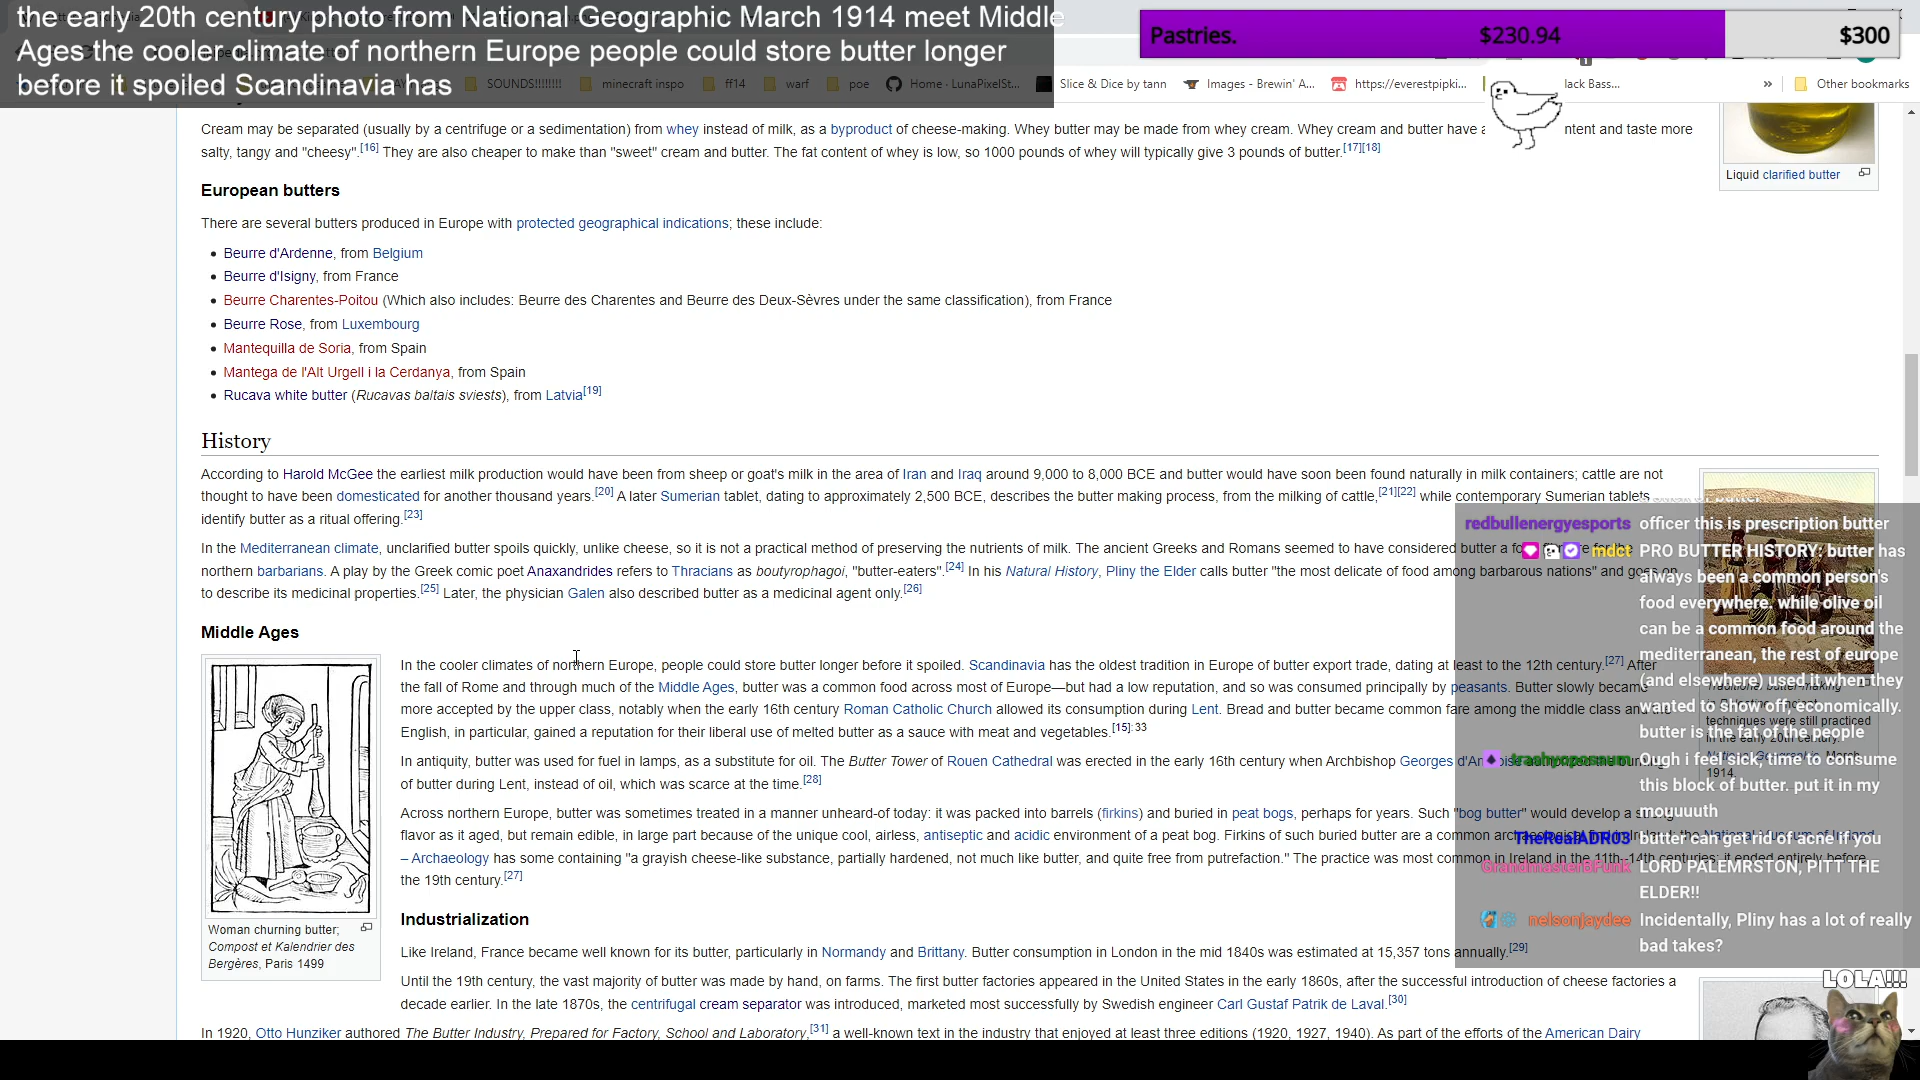 the early 20th century photo from National Geographic March 1914 meet Middle
Ages the cooler climate of northern Europe people could store butter longer
before it spoiled Scandinavia has
Pastries. $230.94 $300
SOUNDS!!!!!!!! minecraft inspo ff14 warf poe Home · LunaPixelSt... Slice & Dice by tann Images - Brewin' A... https://everestpipki... lack Bass... » Other bookmarks
Cream may be separated (usually by a centrifuge or a sedimentation) from whey instead of milk, as a byproduct of cheese-making. Whey butter may be made from whey cream. Whey cream and butter have a ntent and taste more
salty, tangy and "cheesy".[16] They are also cheaper to make than "sweet" cream and butter. The fat content of whey is low, so 1000 pounds of whey will typically give 3 pounds of butter.[17][18]
Liquid clarified butter
European butters
There are several butters produced in Europe with protected geographical indications; these include:
Beurre d'Ardenne, from Belgium
Beurre d'Isigny, from France
Beurre Charentes-Poitou (Which also includes: Beurre des Charentes and Beurre des Deux-Sèvres under the same classification), from France
Beurre Rose, from Luxembourg
Mantequilla de Soria, from Spain
Mantega de l'Alt Urgell i la Cerdanya, from Spain
Rucava white butter (Rucavas baltais sviests), from Latvia[19]
History
According to Harold McGee the earliest milk production would have been from sheep or goat's milk in the area of Iran and Iraq around 9,000 to 8,000 BCE and butter would have soon been found naturally in milk containers; cattle are not
thought to have been domesticated for another thousand years.[20] A later Sumerian tablet, dating to approximately 2,500 BCE, describes the butter making process, from the milking of cattle,[21][22] while contemporary Sumerian tablets
identify butter as a ritual offering.[23]
In the Mediterranean climate, unclarified butter spoils quickly, unlike cheese, so it is not a practical method of preserving the nutrients of milk. The ancient Greeks and Romans seemed to have considered butter a
northern barbarians. A play by the Greek comic poet Anaxandrides refers to Thracians as boutyrophagoi, "butter-eaters".[24] In his Natural History, Pliny the Elder calls butter "the most delicate of food among barbarous nations" and goes on
to describe its medicinal properties.[25] Later, the physician Galen also described butter as a medicinal agent only.[26]
Middle Ages
In the cooler climates of northern Europe, people could store butter longer before it spoiled. Scandinavia has the oldest tradition in Europe of butter export trade, dating at least to the 12th century.[27] After
the fall of Rome and through much of the Middle Ages, butter was a common food across most of Europe—but had a low reputation, and so was consumed principally by peasants. Butter slowly became
more accepted by the upper class, notably when the early 16th century Roman Catholic Church allowed its consumption during Lent. Bread and butter became common fare among the middle class and
English, in particular, gained a reputation for their liberal use of melted butter as a sauce with meat and vegetables.[15]:33
In antiquity, butter was used for fuel in lamps, as a substitute for oil. The Butter Tower of Rouen Cathedral was erected in the early 16th century when Archbishop Georges
of butter during Lent, instead of oil, which was scarce at the time.[28]
Across northern Europe, butter was sometimes treated in a manner unheard-of today: it was packed into barrels (firkins) and buried in peat bogs, perhaps for years. Such "bog butter" would develop a
flavor as it aged, but remain edible, in large part because of the unique cool, airless, antiseptic and acidic environment of a peat bog. Firkins of such buried butter are a common
– Archaeology has some containing "a grayish cheese-like substance, partially hardened, not much like butter, and quite free from putrefaction." The practice was most common in Ireland in the 11th–14th centuries; it ended entirely before
the 19th century.[27]
Woman churning butter;
Compost et Kalendrier des
Bergères, Paris 1499
Industrialization
Like Ireland, France became well known for its butter, particularly in Normandy and Brittany. Butter consumption in London in the mid 1840s was estimated at 15,357 tons annually.[29]
Until the 19th century, the vast majority of butter was made by hand, on farms. The first butter factories appeared in the United States in the early 1860s, after the successful introduction of cheese factories a
decade earlier. In the late 1870s, the centrifugal cream separator was introduced, marketed most successfully by Swedish engineer Carl Gustaf Patrik de Laval.[30]
In 1920, Otto Hunziker authored The Butter Industry, Prepared for Factory, School and Laboratory,[31] a well-known text in the industry that enjoyed at least three editions (1920, 1927, 1940). As part of the efforts of the American Dairy
redbullenergyesports officer this is prescription butter
mdct PRO BUTTER HISTORY: butter has
always been a common person's
food everywhere. while olive oil
can be a common food around the
mediterranean, the rest of europe
(and elsewhere) used it when they
wanted to show off, economically.
butter is the fat of the people
techniques were still practiced
1914.
trashyopossum Ough i feel sick, time to consume
this block of butter. put it in my
mouuuuth
TheRealADR03 butter can get rid of acne if you
GrandmasterBFunk LORD PALEMRSTON, PITT THE
ELDER!!
nelsonjaydee Incidentally, Pliny has a lot of really
bad takes?
LOLA!!!